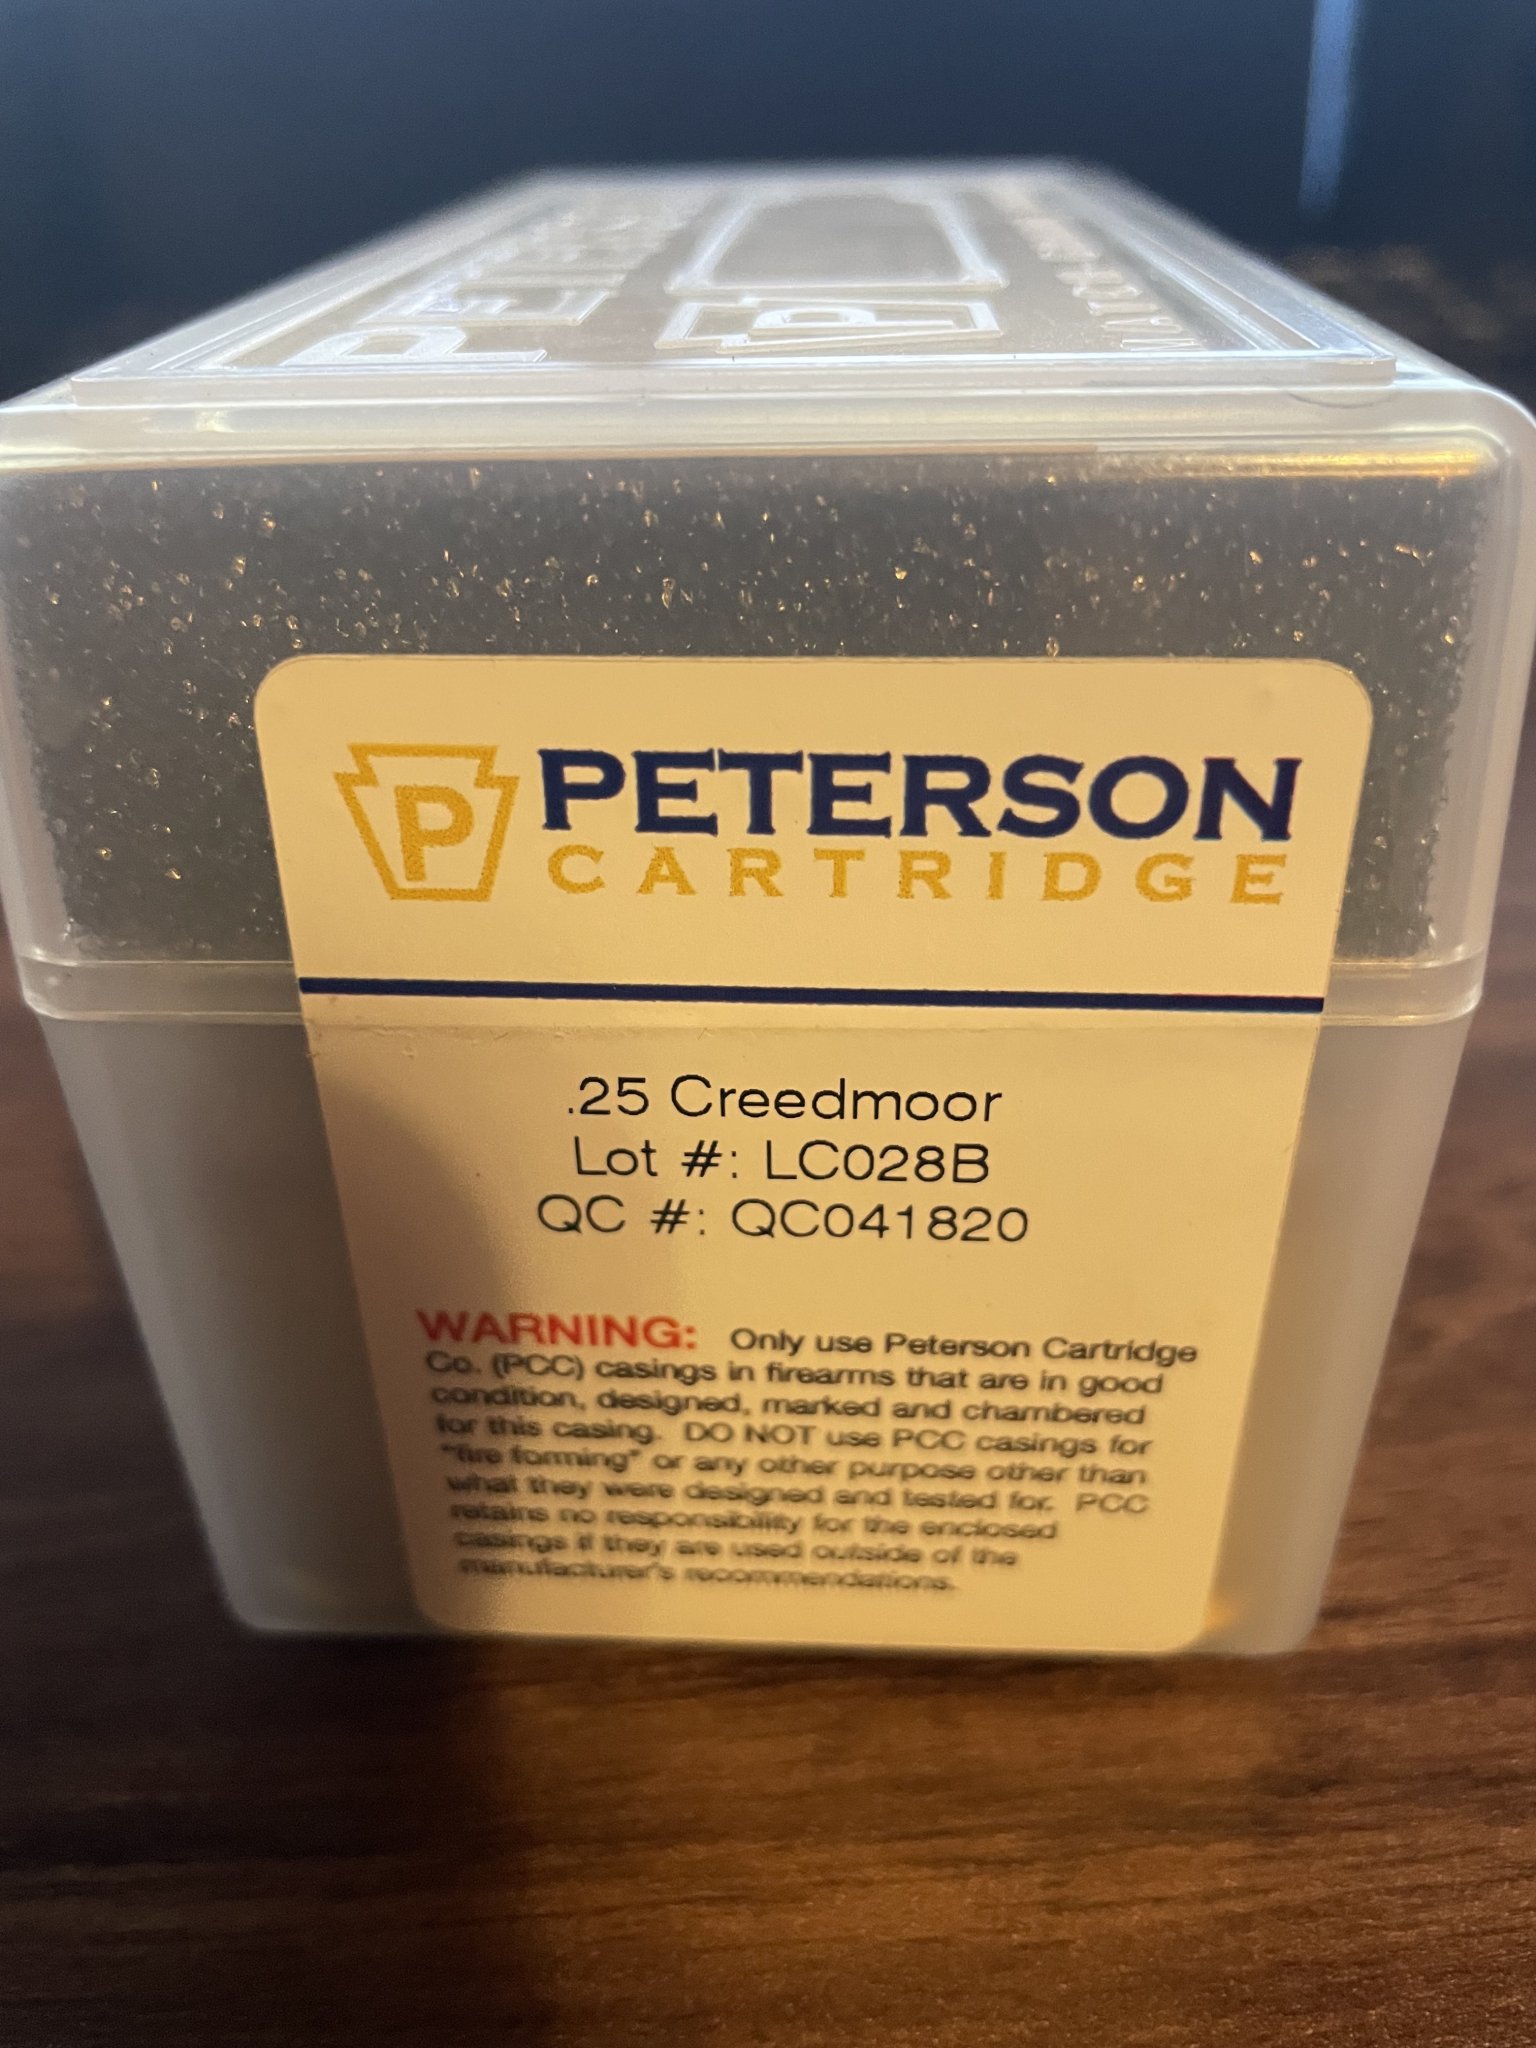 P
PETERSON
CARTRIDGE
.25 Creedmoor
Lot #: LC028B
QC #: QC041820
WARNING: Only use Peterson Cartridge
Co. (PCC) casings in firearms that are in good
condition, designed, marked and chambered
for this casing. DO NOT use PCC casings for
"fire forming" or any other purpose other than
what they were designed and tested for. PCC
retains no responsibility for the enclosed
casings if they are used outside of the
manufacturer's recommendations.